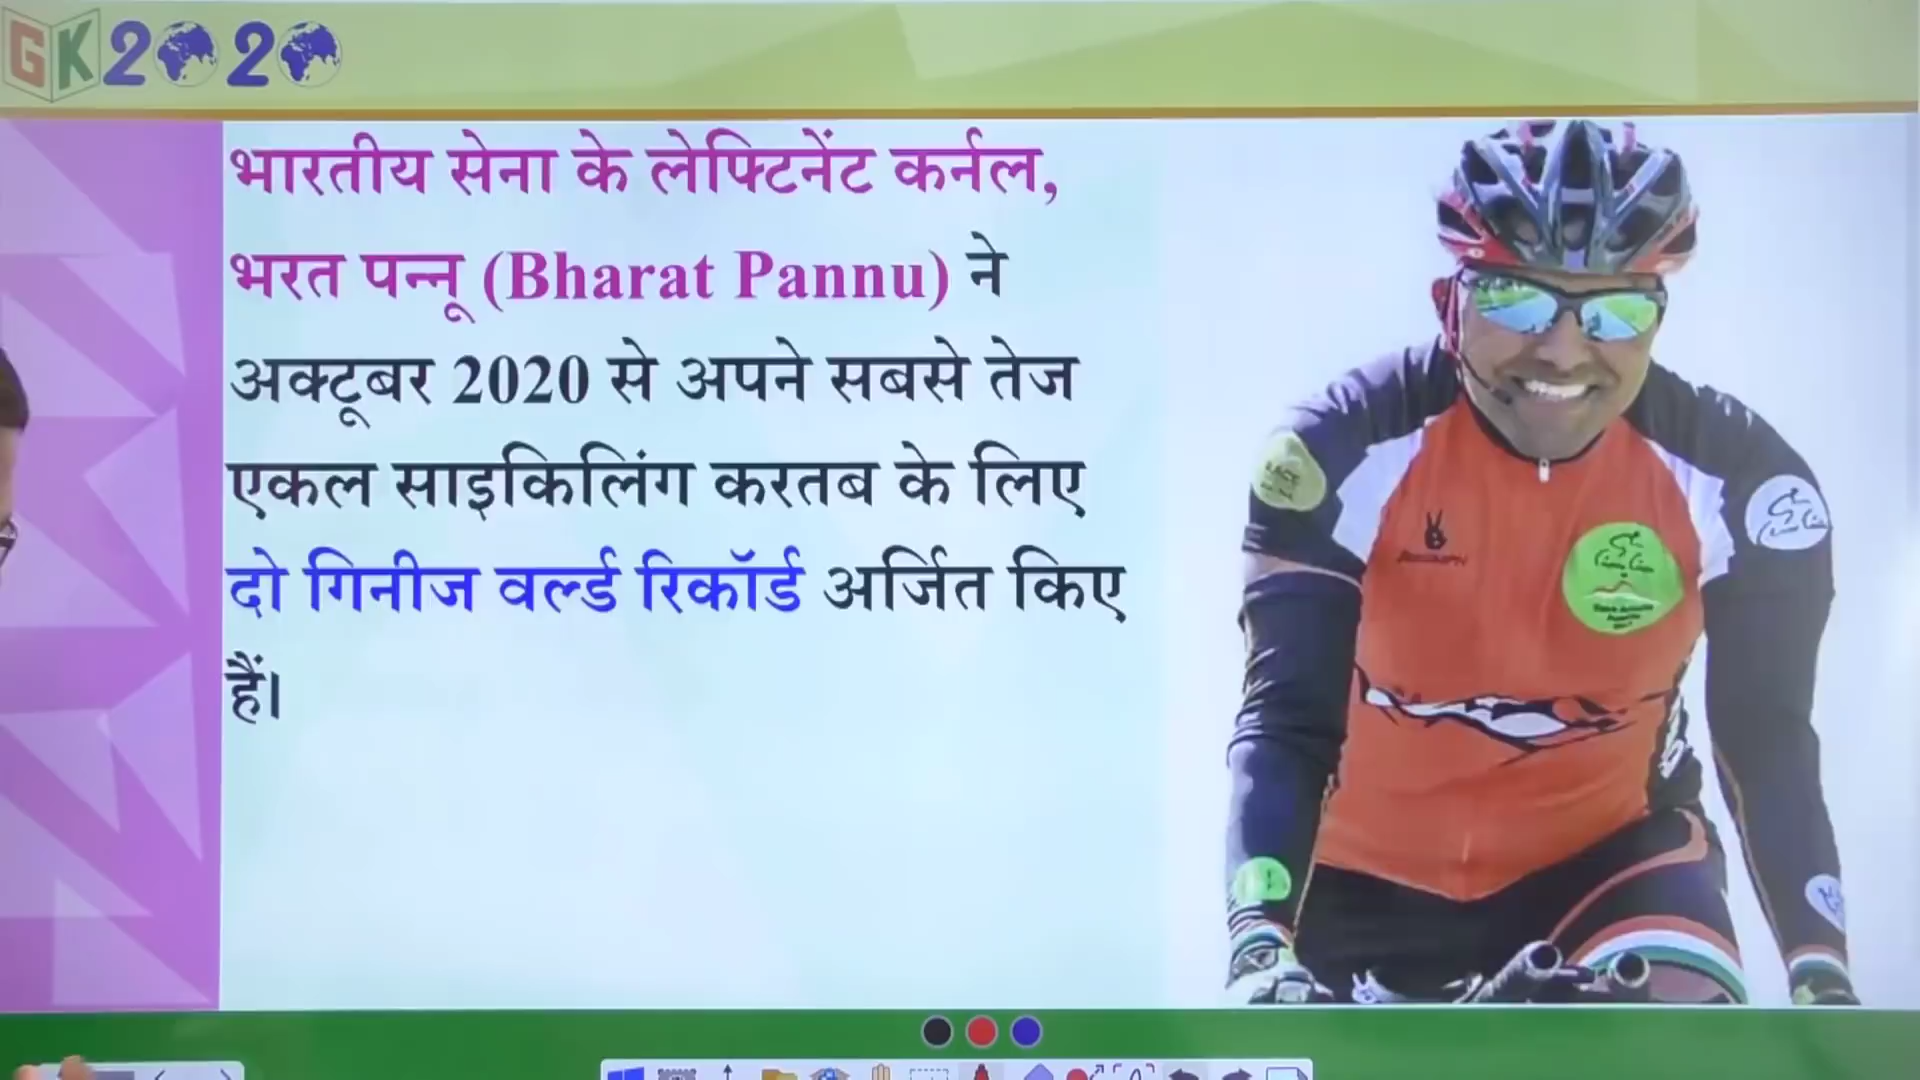 GK2020
भारतीय सेना के लेफ्टिनेंट कर्नल,
भरत पन्नू (Bharat Pannu) ने
अक्टूबर 2020 से अपने सबसे तेज
एकल साइकिलिंग करतब के लिए
दो गिनीज वर्ल्ड रिकॉर्ड अर्जित किए
हैं।